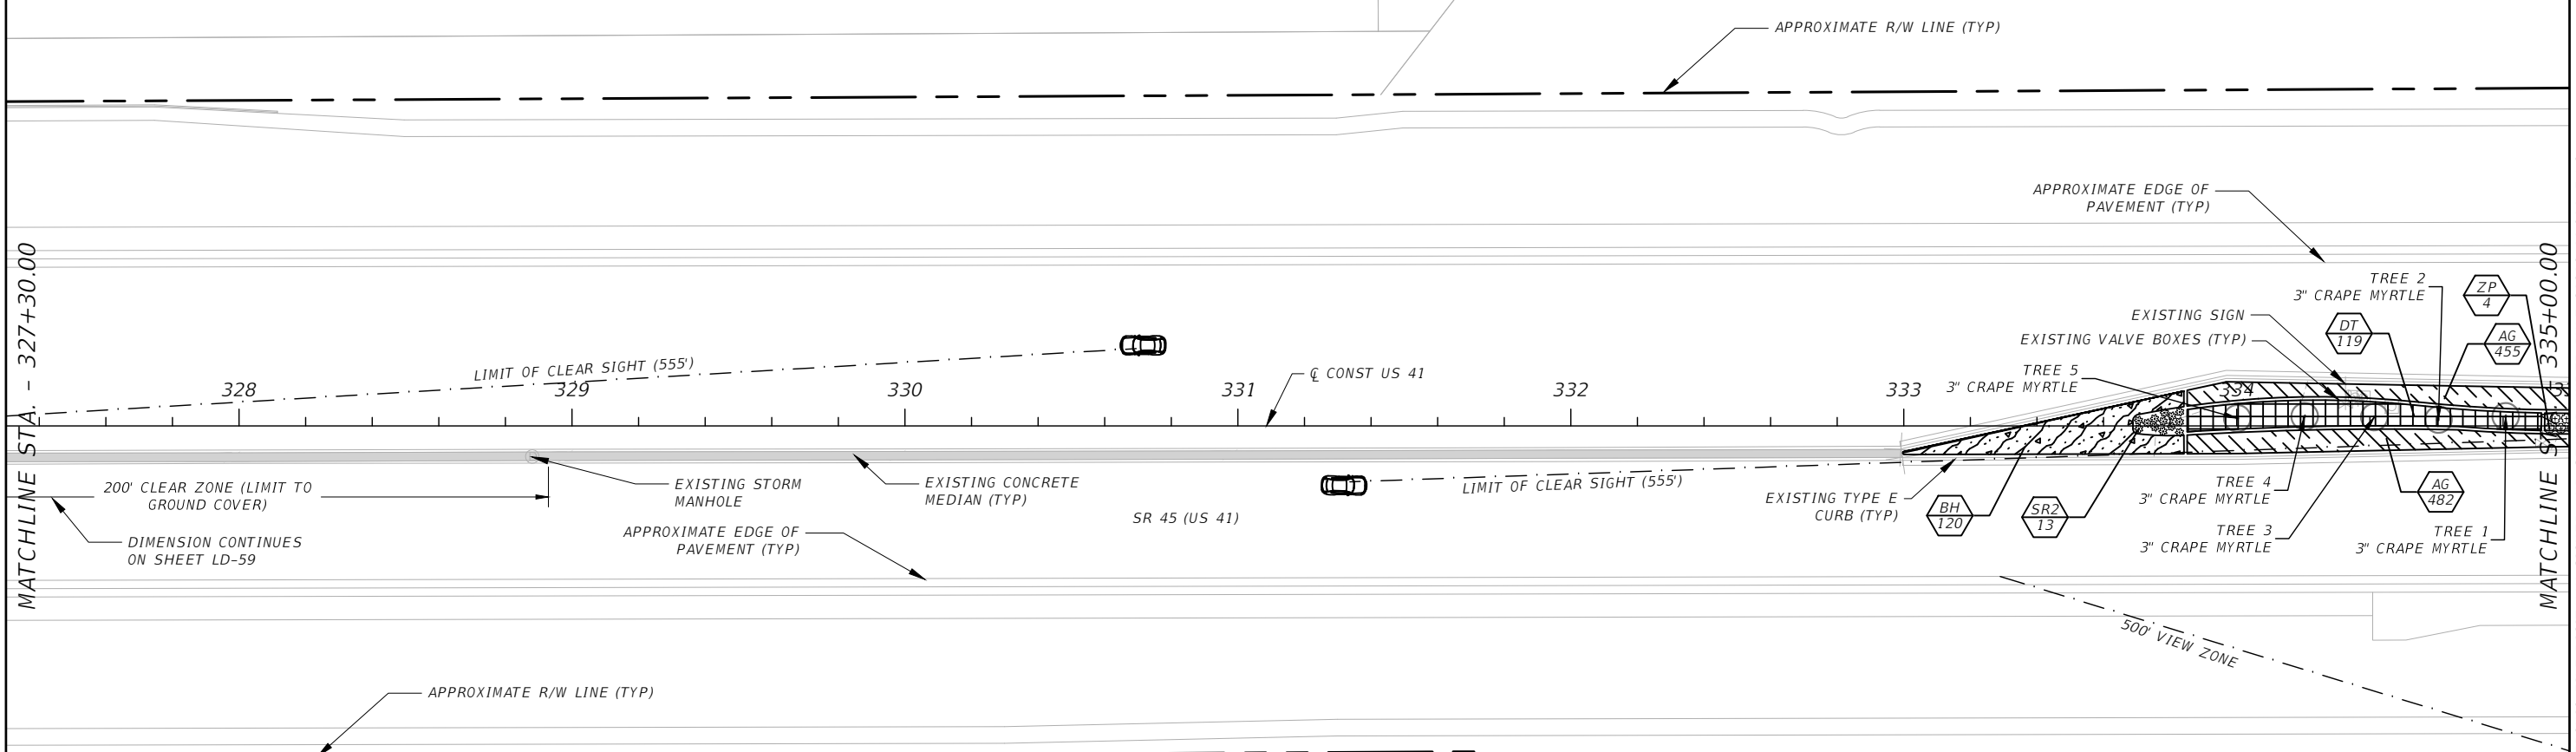 APPROXIMATE R/W LINE (TYP)
APPROXIMATE EDGE OF
PAVEMENT (TYP)
MATCHLINE STA. - 327+30.00
MATCHLINE STA. 335+00.00
TREE 2
3" CRAPE MYRTLE
ZP
4
EXISTING SIGN
DT
119
AG
455
EXISTING VALVE BOXES (TYP)
TREE 5
3" CRAPE MYRTLE
LIMIT OF CLEAR SIGHT (555')
℄ CONST US 41
328
329
330
331
332
333
334
200' CLEAR ZONE (LIMIT TO
GROUND COVER)
EXISTING STORM
MANHOLE
EXISTING CONCRETE
MEDIAN (TYP)
LIMIT OF CLEAR SIGHT (555')
SR 45 (US 41)
EXISTING TYPE E
CURB (TYP)
BH
120
SR2
13
TREE 4
3" CRAPE MYRTLE
AG
482
TREE 3
3" CRAPE MYRTLE
TREE 1
3" CRAPE MYRTLE
DIMENSION CONTINUES
ON SHEET LD-59
APPROXIMATE EDGE OF
PAVEMENT (TYP)
500' VIEW ZONE
APPROXIMATE R/W LINE (TYP)